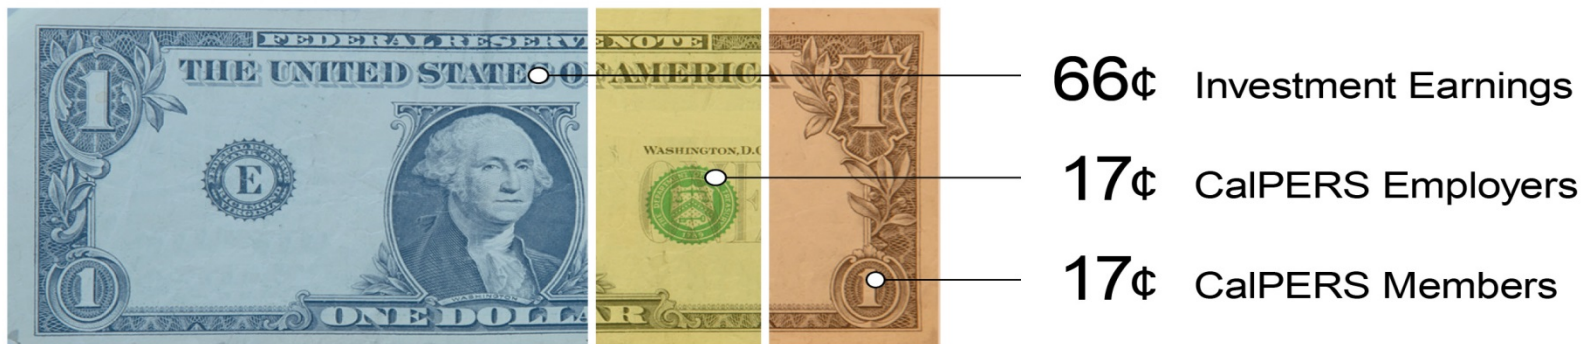 FEDERAL RESERVE NOTE
THE UNITED STATES OF AMERICA
1
1
66¢ Investment Earnings
WASHINGTON, D.C
E
17¢ CalPERS Employers
17¢ CalPERS Members
1
1
WASHINGTON
ONE DOLLAR